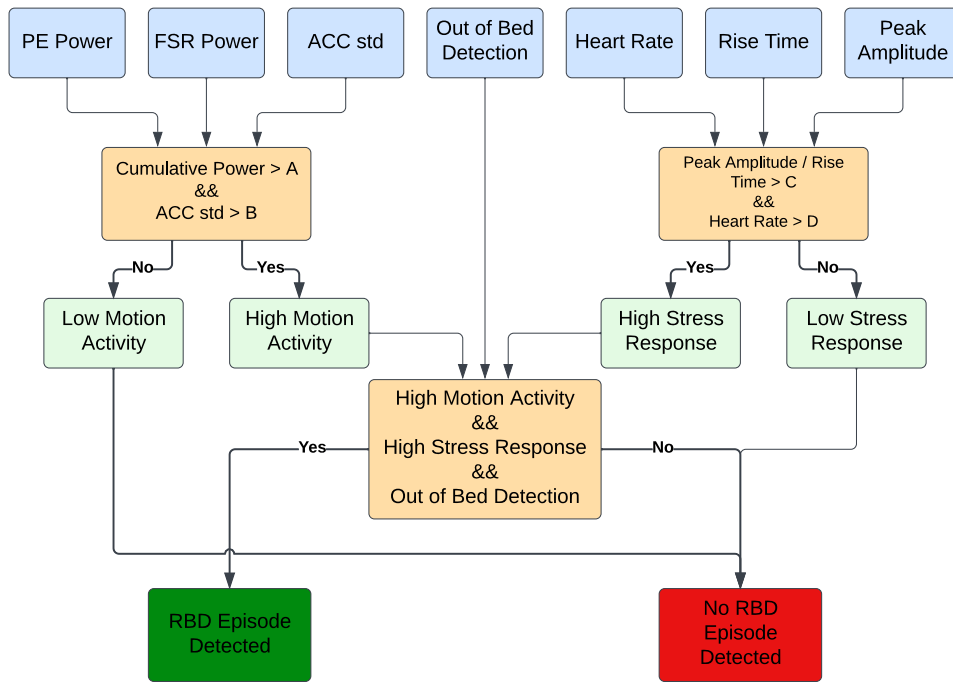 PE Power
FSR Power
ACC std
Out of Bed
Detection
Heart Rate
Rise Time
Peak
Amplitude
Cumulative Power > A
&&
ACC std > B
Peak Amplitude / Rise
Time > C
&&
Heart Rate > D
No
Yes
Yes
No
Low Motion
Activity
High Motion
Activity
High Stress
Response
Low Stress
Response
High Motion Activity
&&
High Stress Response
&&
Out of Bed Detection
Yes
No
RBD Episode
Detected
No RBD
Episode
Detected